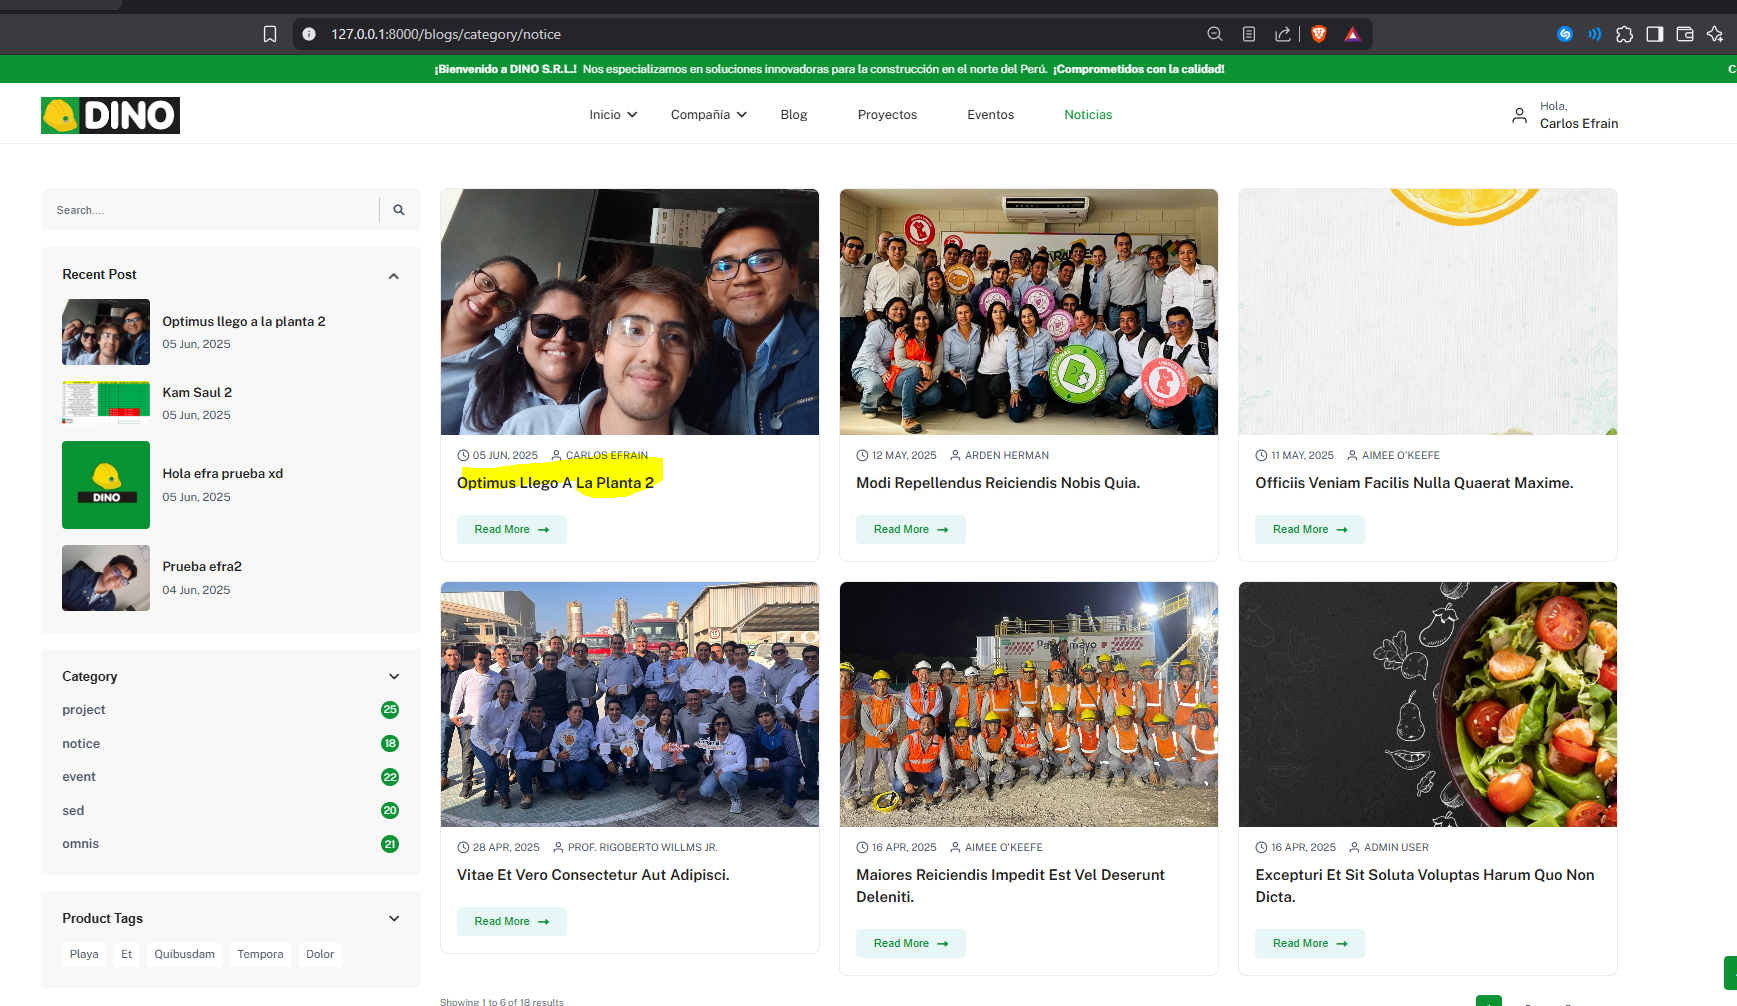 127.0.0.1:8000/blogs/category/notice
¡Bienvenido a DINO S.R.L.! Nos especializamos en soluciones innovadoras para la construcción en el norte del Perú. ¡Comprometidos con la calidad!
DINO
Inicio
Compañía
Blog
Proyectos
Eventos
Noticias
Hola,
Carlos Efrain
Search....
Recent Post
Optimus llego a la planta 2
05 Jun, 2025
Kam Saul 2
05 Jun, 2025
DINO
Hola efra prueba xd
05 Jun, 2025
Prueba efra2
04 Jun, 2025
Category
project 25
notice 18
event 22
sed 20
omnis 21
Product Tags
Playa Et Quibusdam Tempora Dolor
05 JUN, 2025 CARLOS EFRAIN
Optimus Llego A La Planta 2
Read More
12 MAY, 2025 ARDEN HERMAN
Modi Repellendus Reiciendis Nobis Quia.
Read More
11 MAY, 2025 AIMEE O'KEEFE
Officiis Veniam Facilis Nulla Quaerat Maxime.
Read More
28 APR, 2025 PROF. RIGOBERTO WILLMS JR.
Vitae Et Vero Consectetur Aut Adipisci.
Read More
16 APR, 2025 AIMEE O'KEEFE
Maiores Reiciendis Impedit Est Vel Deserunt
Deleniti.
Read More
16 APR, 2025 ADMIN USER
Excepturi Et Sit Soluta Voluptas Harum Quo Non
Dicta.
Read More
Showing 1 to 6 of 18 results